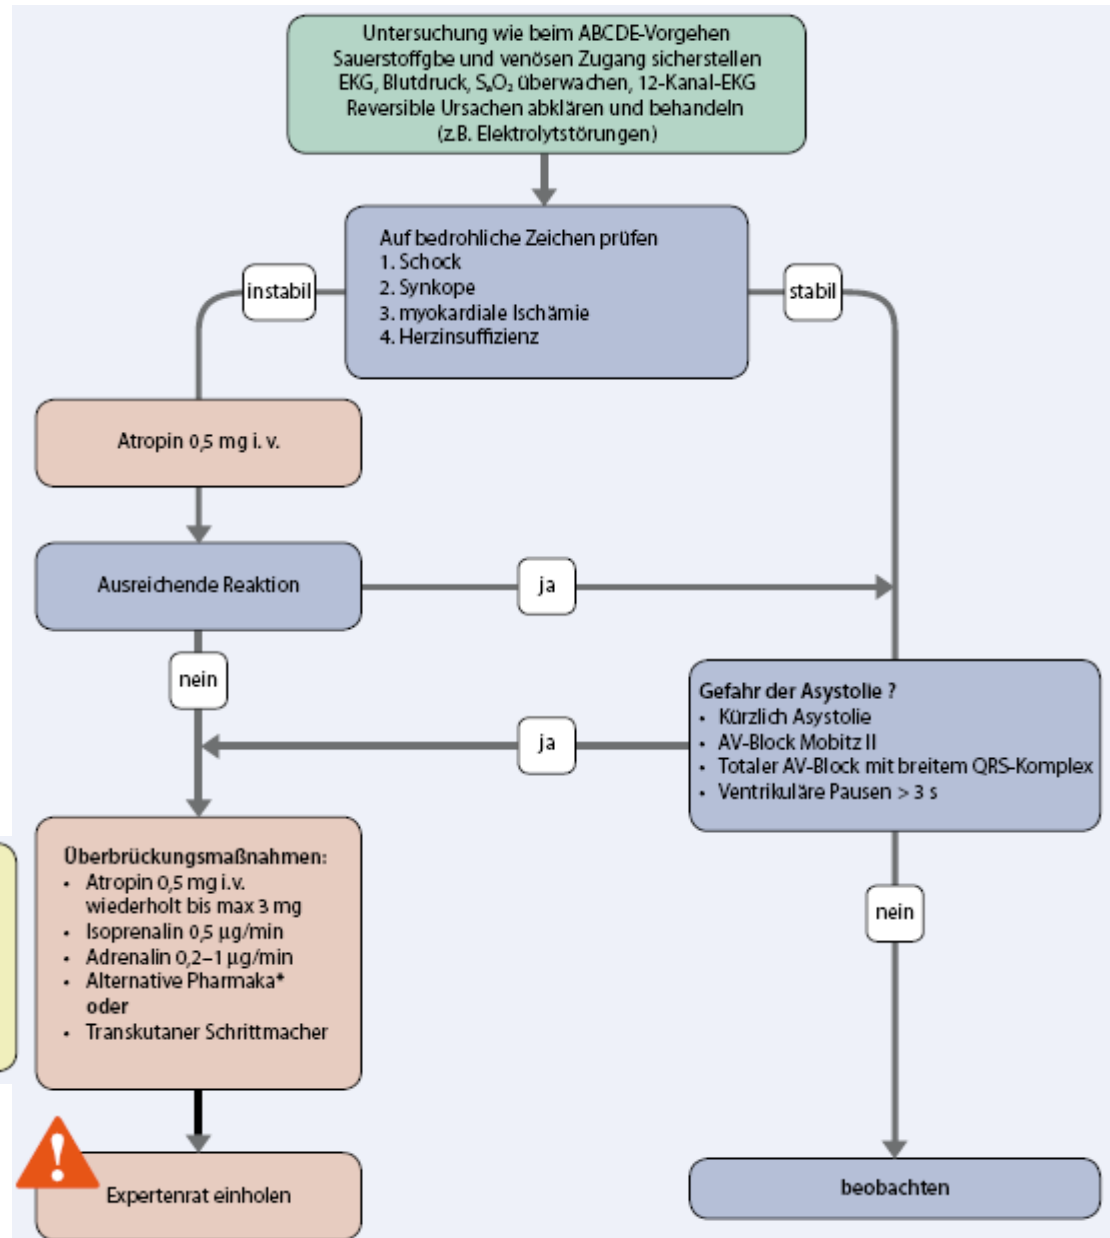 Untersuchung wie beim ABCDE-Vorgehen
Sauerstoffgbe und venösen Zugang sicherstellen
EKG, Blutdruck, SₐO₂ überwachen, 12-Kanal-EKG
Reversible Ursachen abklären und behandeln
(z.B. Elektrolytstörungen)
Auf bedrohliche Zeichen prüfen
1. Schock
2. Synkope
3. myokardiale Ischämie
4. Herzinsuffizienz
instabil
stabil
Atropin 0,5 mg i. v.
Ausreichende Reaktion
ja
nein
Gefahr der Asystolie ?
• Kürzlich Asystolie
• AV-Block Mobitz II
• Totaler AV-Block mit breitem QRS-Komplex
• Ventrikuläre Pausen > 3 s
ja
Überbrückungsmaßnahmen:
• Atropin 0,5 mg i.v.
wiederholt bis max 3 mg
• Isoprenalin 0,5 µg/min
• Adrenalin 0,2–1 µg/min
• Alternative Pharmaka*
oder
• Transkutaner Schrittmacher
nein
!
Expertenrat einholen
beobachten